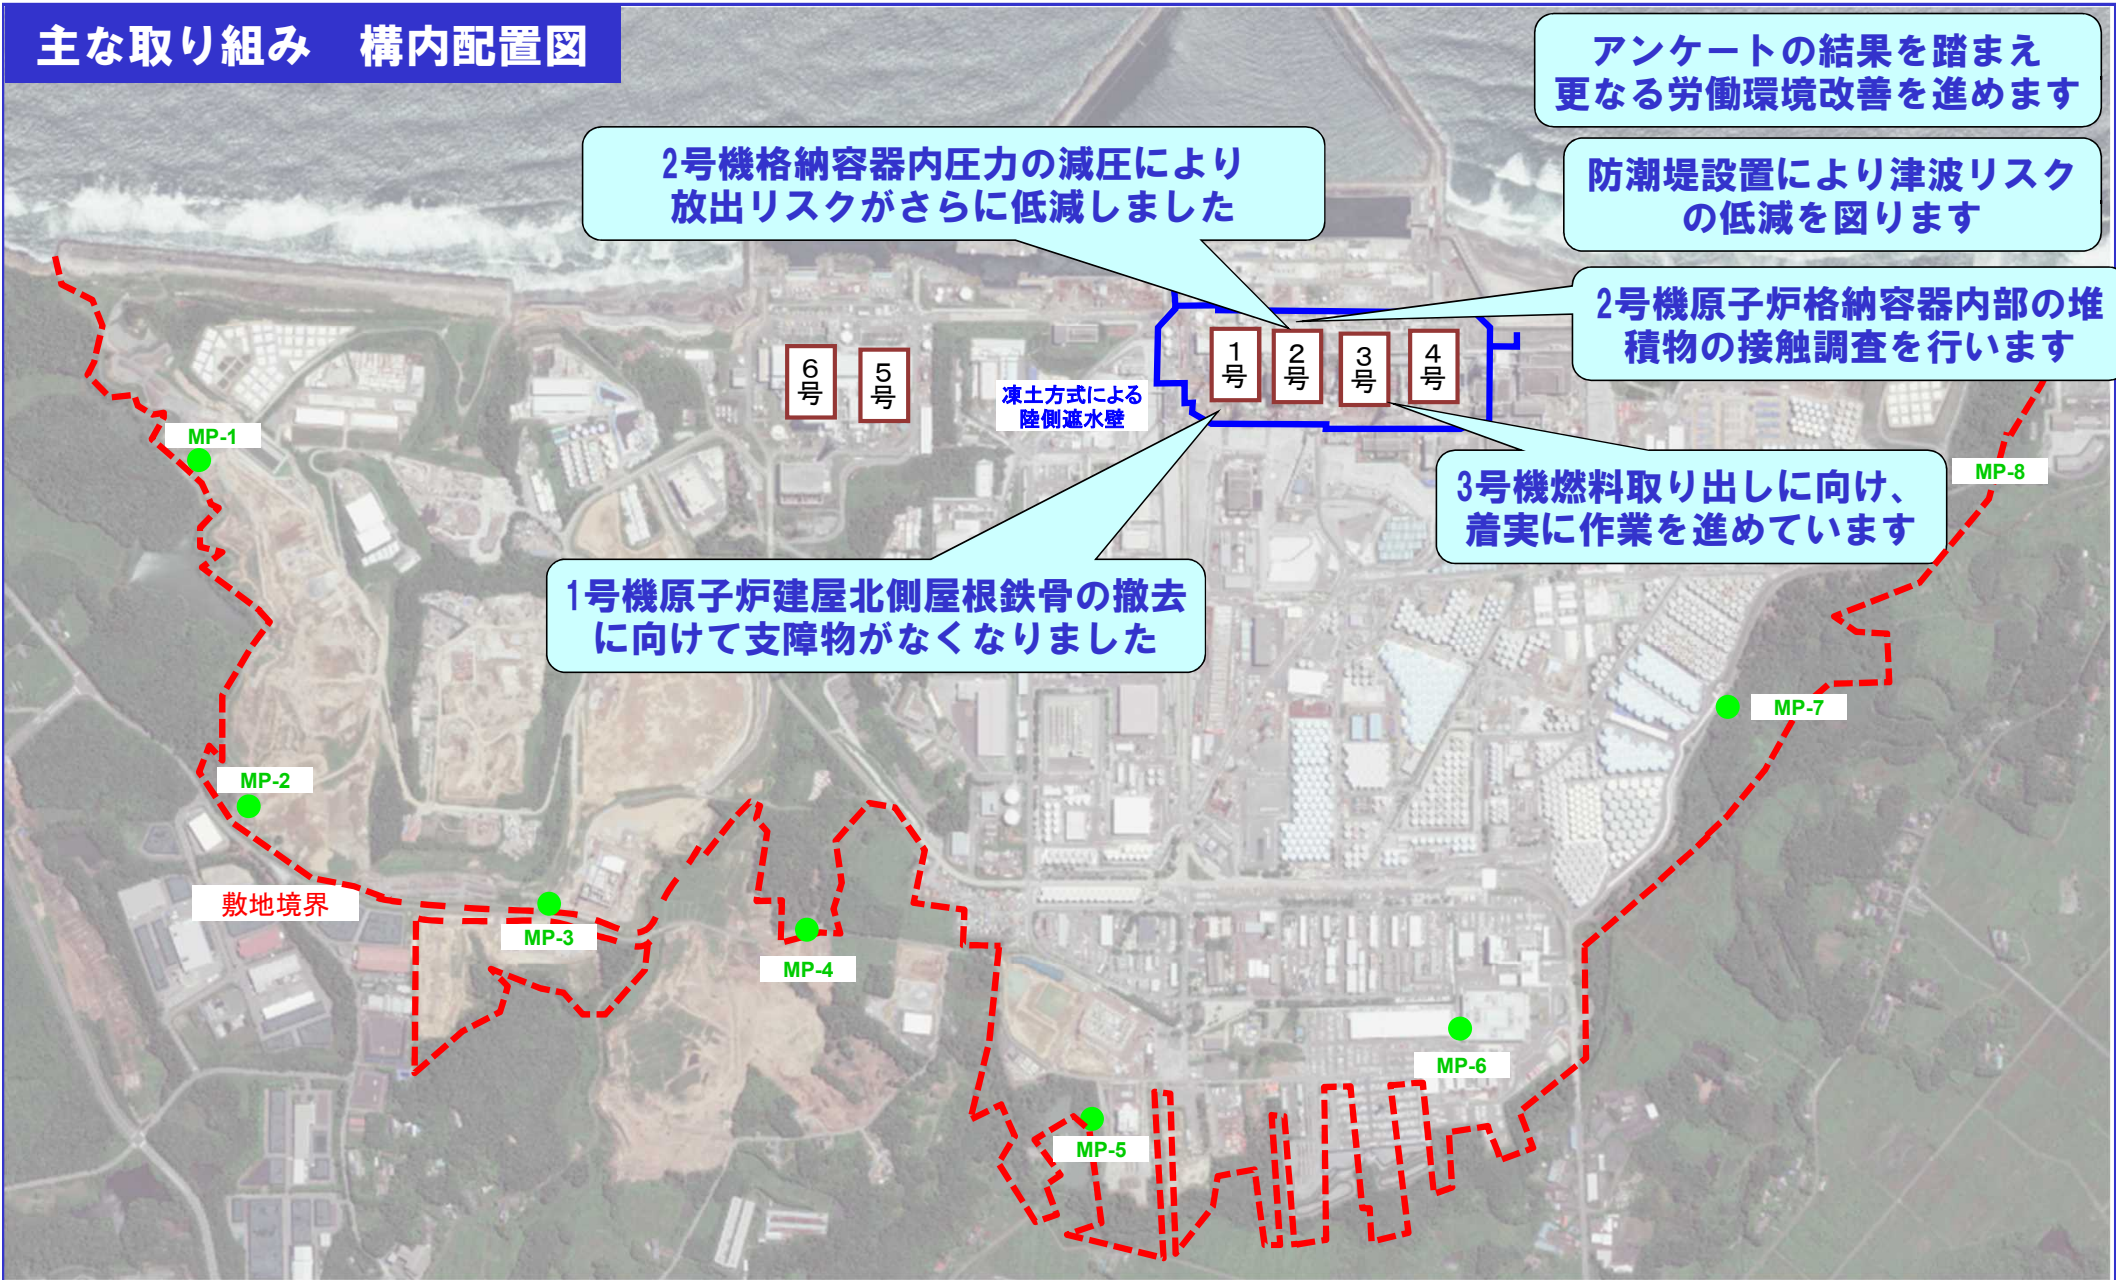 主な取り組み　構内配置図
アンケートの結果を踏まえ
更なる労働環境改善を進めます
2号機格納容器内圧力の減圧により
放出リスクがさらに低減しました
防潮堤設置により津波リスク
の低減を図ります
2号機原子炉格納容器内部の堆
積物の接触調査を行います
6号
5号
1号
2号
3号
4号
凍土方式による
陸側遮水壁
MP-1
MP-8
3号機燃料取り出しに向け、
着実に作業を進めています
1号機原子炉建屋北側屋根鉄骨の撤去
に向けて支障物がなくなりました
MP-7
MP-2
敷地境界
MP-3
MP-4
MP-6
MP-5